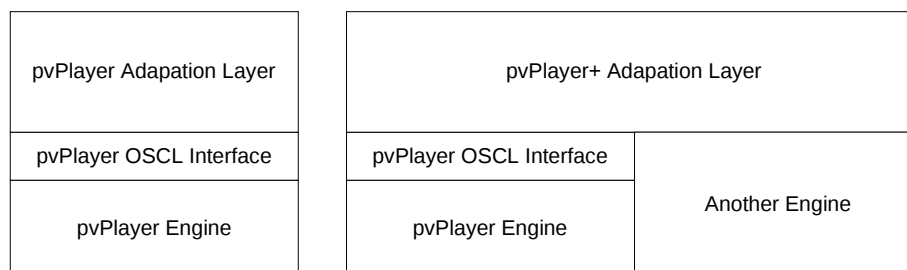 pvPlayer Adapation Layer
pvPlayer OSCL Interface
pvPlayer Engine
pvPlayer+ Adapation Layer
pvPlayer OSCL Interface
pvPlayer Engine
Another Engine